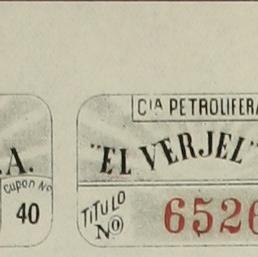 CIA PETROLIFERA
"EL VERJEL"
.A.
Cupon No
40
TITULO
No
6526